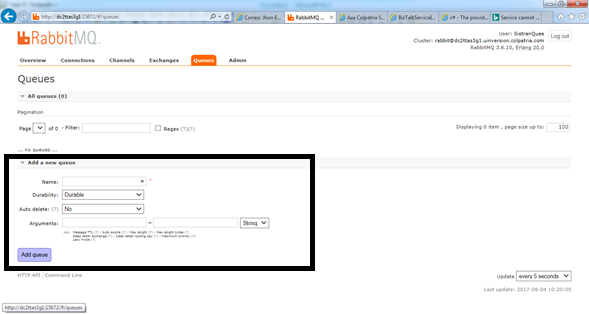 http://dc2ttas3g1:15672/#/queues
Correo: Jhon E...
RabbitMQ ...
Axa Colpatria S...
BizTalkServiceB...
c# - The provid...
Service cannot ...
RabbitMQ
User: SistranQuee
Log out
Cluster: rabbit@dc2ttas3g1.uinversion.colpatria.com
RabbitMQ 3.6.10, Erlang 20.0
Overview Connections Channels Exchanges Queues Admin
Queues
All queues (0)
Pagination
Page of 0 - Filter: Regex (?)(?) Displaying 0 item , page size up to: 100
... no queues ...
Add a new queue
Name: *
Durability: Durable
Auto delete: (?) No
Arguments: = String
Add Message TTL (?) | Auto expire (?) | Max length (?) | Max length bytes (?)
Dead letter exchange (?) | Dead letter routing key (?) | Maximum priority (?)
Lazy mode (?)
Add queue
HTTP API | Command Line
Update every 5 seconds
Last update: 2017-08-04 10:20:05
http://dc2ttas3g1:15672/#/queues